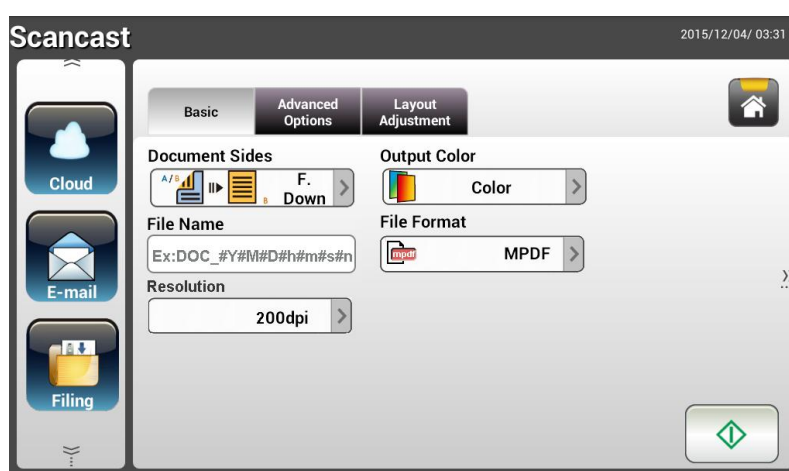 Scancast
2015/12/04/ 03:31
Cloud
E-mail
Filing
Basic
Advanced
Options
Layout
Adjustment
Document Sides
A/B
B
F.
Down
Output Color
Color
File Name
Ex:DOC_#Y#M#D#h#m#s#n
File Format
mpdf
MPDF
Resolution
200dpi